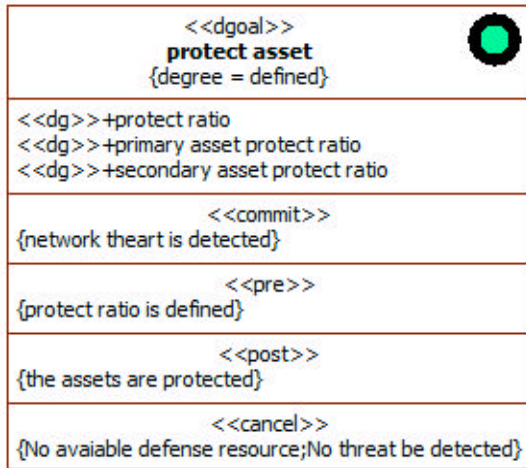 <<dgoal>>
protect asset
{degree = defined}
<<dg>>+protect ratio
<<dg>>+primary asset protect ratio
<<dg>>+secondary asset protect ratio
<<commit>>
{network theart is detected}
<<pre>>
{protect ratio is defined}
<<post>>
{the assets are protected}
<<cancel>>
{No avaiable defense resource;No threat be detected}